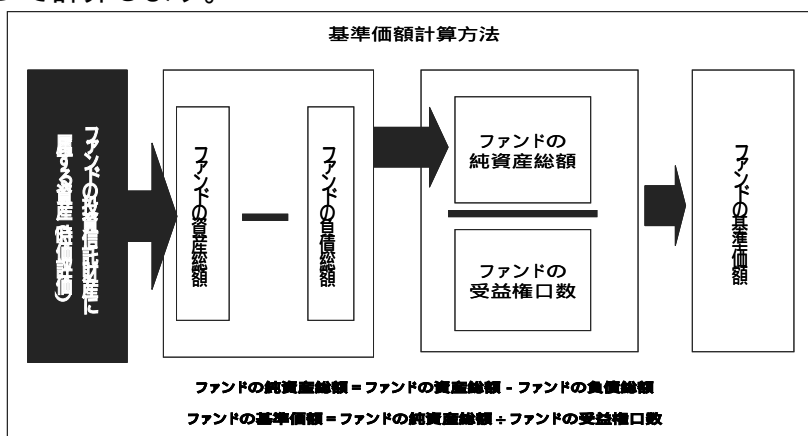 基準価額計算方法
ファンドの投資信託財産に
属する資産（時価評価）
ファンドの資産総額
ファンドの負債総額
ファンドの
純資産総額
ファンドの
受益権口数
ファンドの基準価額
ファンドの純資産総額＝ファンドの資産総額 - ファンドの負債総額
ファンドの基準価額＝ファンドの純資産総額÷ファンドの受益権口数